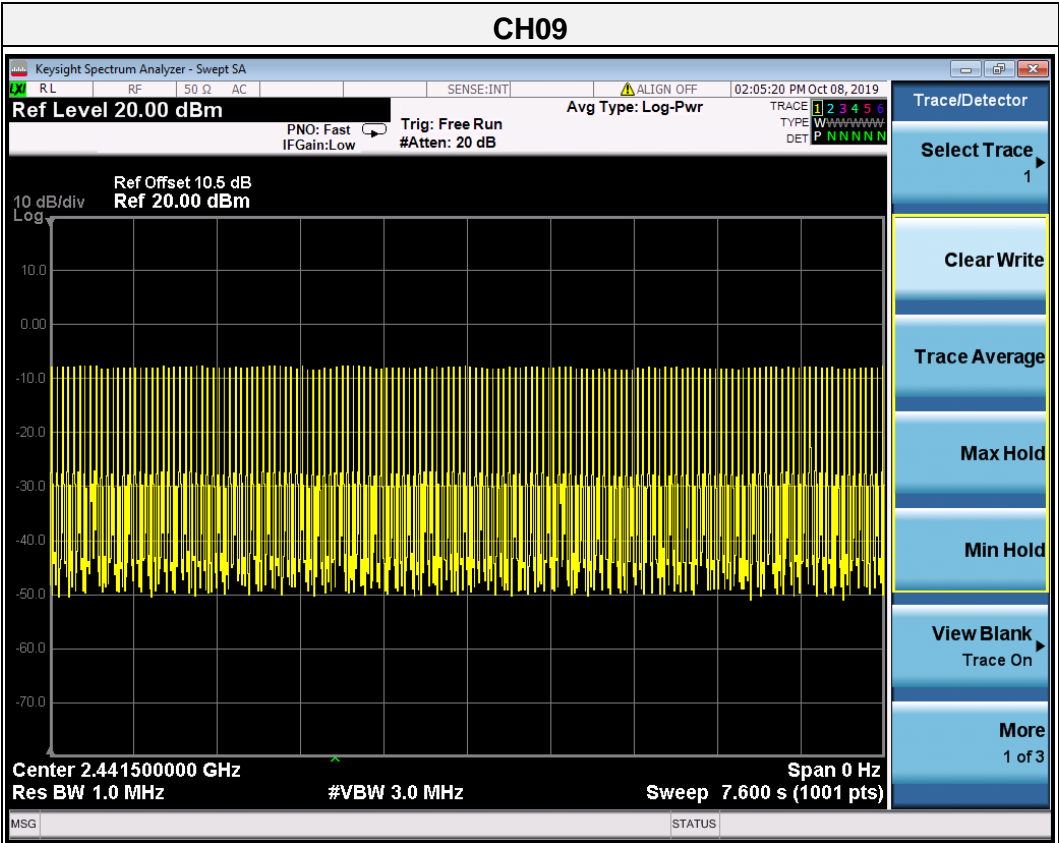 CH09
Keysight Spectrum Analyzer - Swept SA
LXI RL RF 50 Ω AC SENSE:INT ALIGN OFF 02:05:20 PM Oct 08, 2019
Ref Level 20.00 dBm
PNO: Fast
IFGain:Low
Trig: Free Run
#Atten: 20 dB
Avg Type: Log-Pwr
TRACE 1 2 3 4 5 6
TYPE WWWWWW
DET P N N N N N
Ref Offset 10.5 dB
10 dB/div Ref 20.00 dBm
Log
10.0
0.00
-10.0
-20.0
-30.0
-40.0
-50.0
-60.0
-70.0
Center 2.441500000 GHz Span 0 Hz
Res BW 1.0 MHz #VBW 3.0 MHz Sweep 7.600 s (1001 pts)
MSG STATUS
Trace/Detector
Select Trace
1
Clear Write
Trace Average
Max Hold
Min Hold
View Blank
Trace On
More
1 of 3